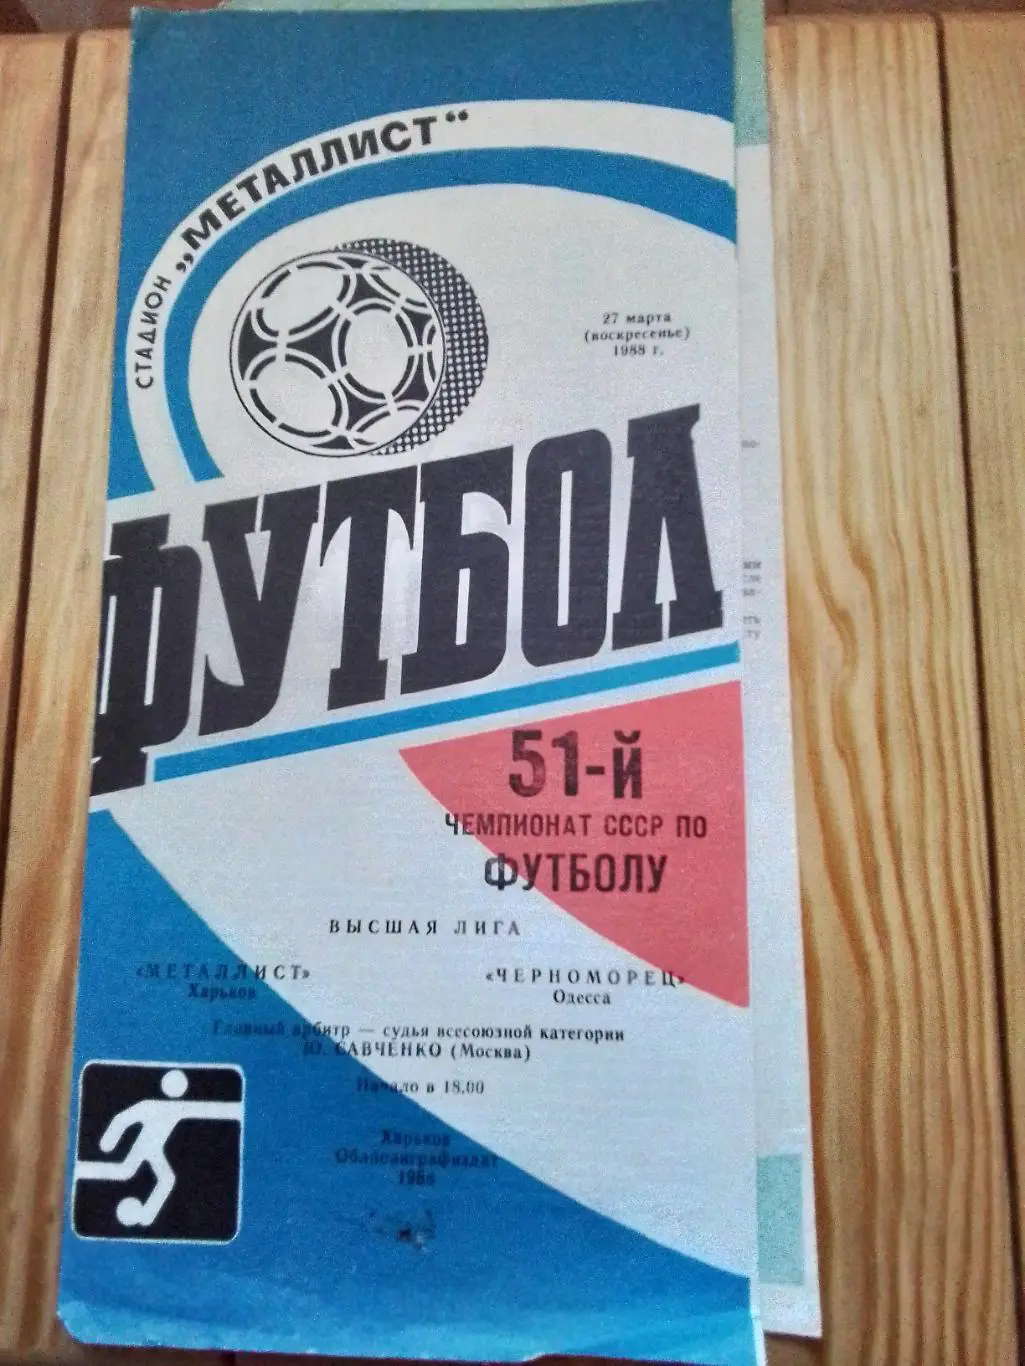 СТАДИОН „МЕТАЛЛИСТ“
27 марта
(воскресенье)
1988 г.
ФУТБОЛ
51-й
ЧЕМПИОНАТ СССР ПО
ФУТБОЛУ
ВЫСШАЯ ЛИГА
«МЕТАЛЛИСТ»
Харьков
«ЧЕРНОМОРЕЦ»
Одесса
Главный арбитр — судья всесоюзной категории
Ю. САВЧЕНКО (Москва)
Начало в 18.00
Харьков
Облполиграфиздат
1988